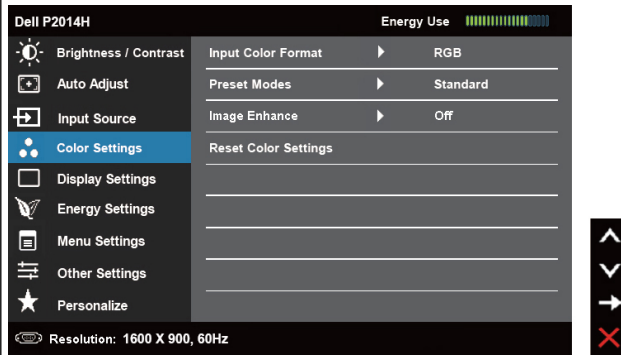 Dell P2014H Energy Use
Brightness / Contrast Input Color Format RGB
Auto Adjust Preset Modes Standard
Input Source Image Enhance Off
Color Settings Reset Color Settings
Display Settings
Energy Settings
Menu Settings
Other Settings
Personalize
Resolution: 1600 X 900, 60Hz